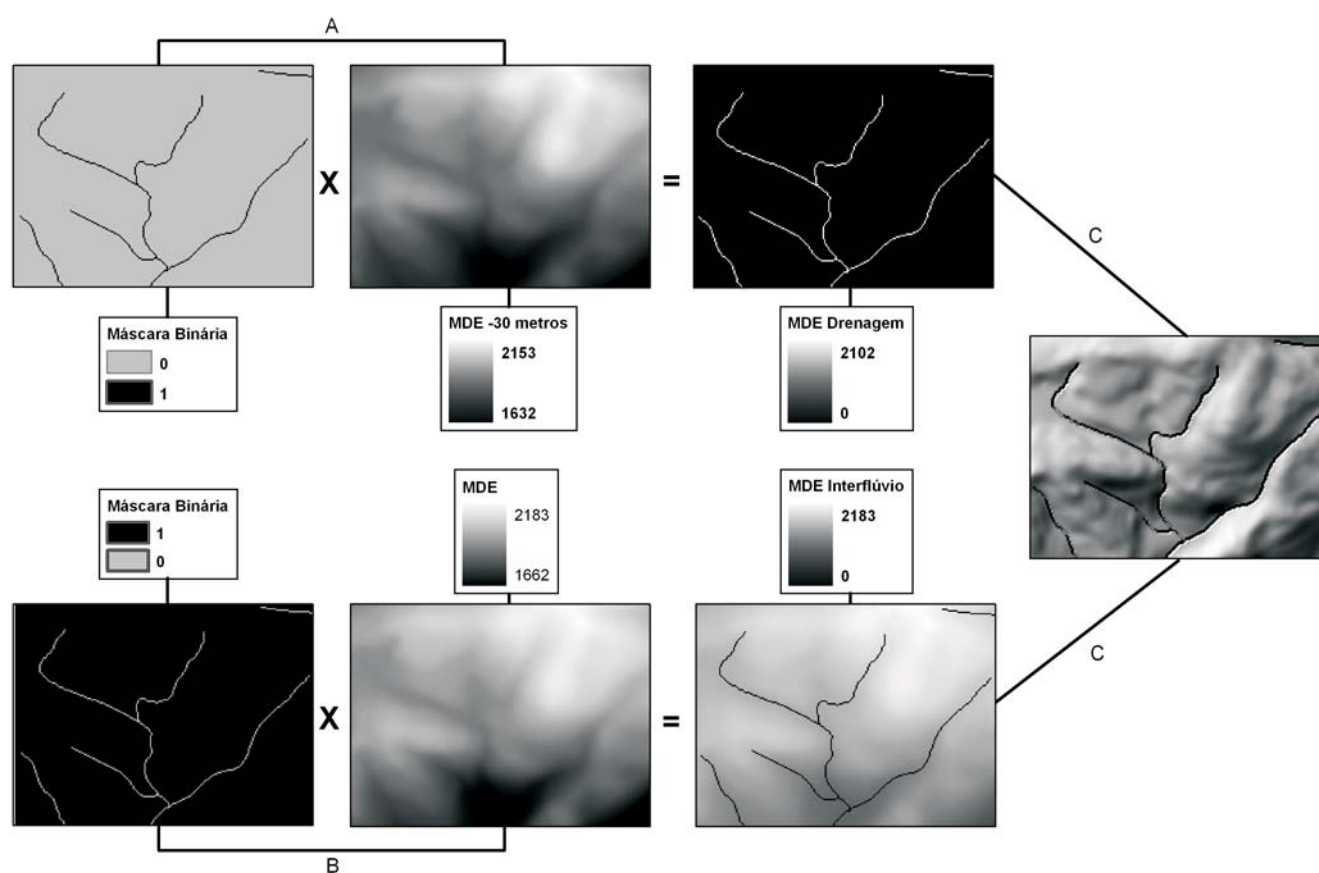 A
X
=
C
Máscara Binária
0
1
MDE -30 metros
2153
1632
MDE Drenagem
2102
0
Máscara Binária
1
0
MDE
2183
1662
MDE Interflúvio
2183
0
X
=
C
B